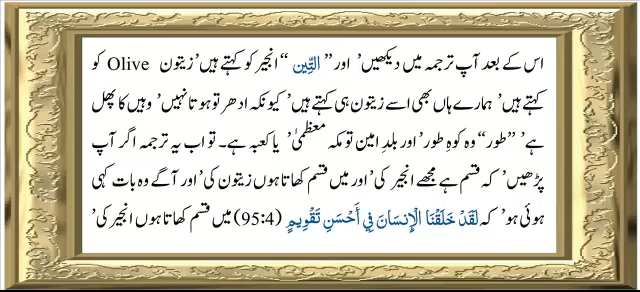 اس کے بعد آپ ترجمہ میں دیکھیں’ اور ”التِّين“ انجیر کو کہتے ہیں’ زیتون Olive کو
کہتے ہیں’ ہمارے ہاں بھی اسے زیتون ہی کہتے ہیں’ کیونکہ ادھر تو ہوتا نہیں’ وہیں کا پھل
ہے’ ”طور“ وہ کوہِ طور’ اور بلدِ امین تو مکہ معظمیٰ’ یا کعبہ ہے۔ تو اب یہ ترجمہ اگر آپ
پڑھیں’ کہ قسم ہے مجھے انجیر کی’ اور میں قسم کھاتا ہوں زیتون کی’ اور آگے وہ بات کہی
ہوئی ہو’ کہ لَقَدْ خَلَقْنَا الْإِنسَانَ فِي أَحْسَنِ تَقْوِيمٍ (95:4) میں قسم کھاتا ہوں انجیر کی’